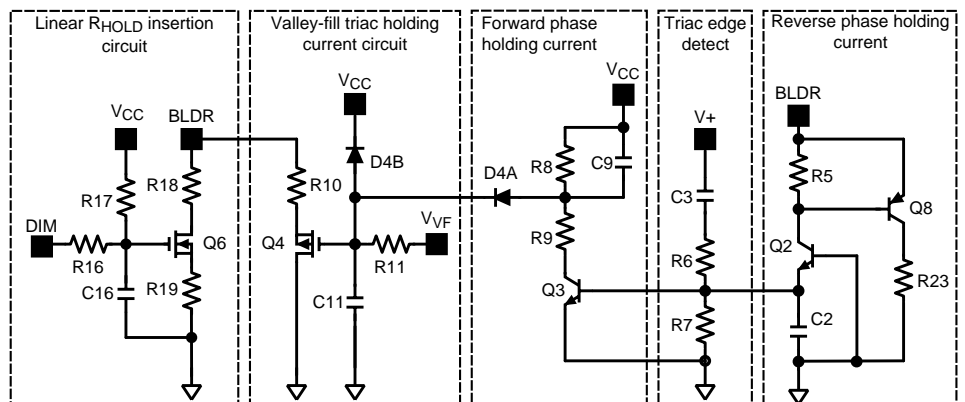 Linear RHOLD insertion
circuit
Valley-fill triac holding
current circuit
Forward phase
holding current
Triac edge
detect
Reverse phase holding
current
VCC
BLDR
R17
R18
DIM
R16
Q6
C16
R19
VCC
D4B
R10
VVF
Q4
R11
C11
VCC
R8
C9
D4A
R9
Q3
V+
C3
R6
R7
BLDR
R5
Q8
Q2
R23
C2